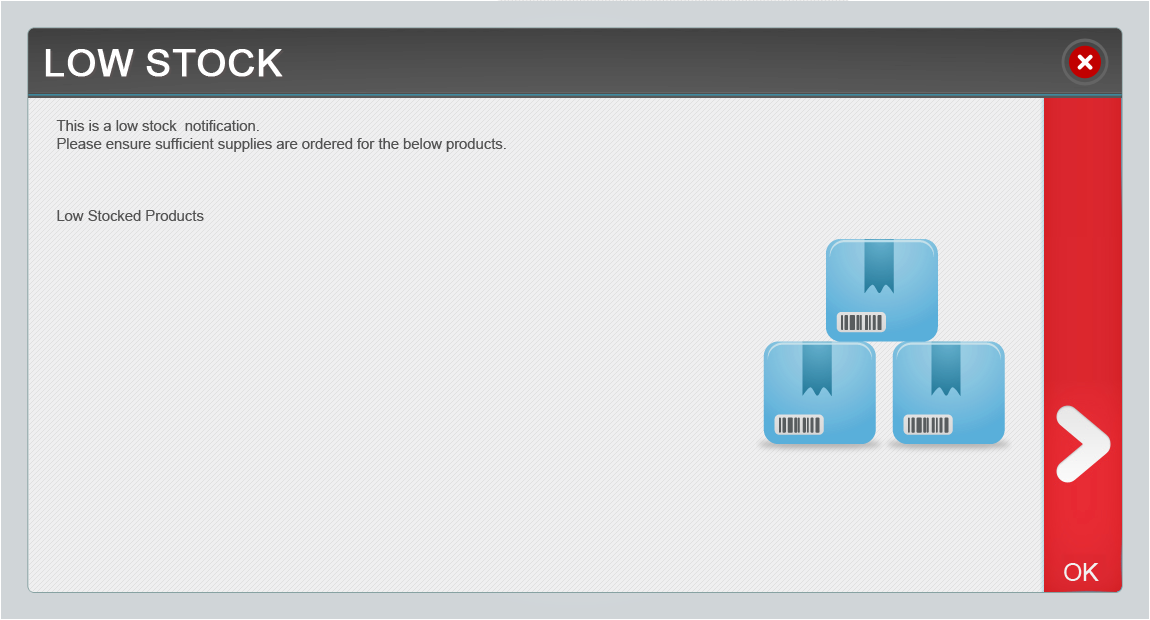 LOW STOCK
This is a low stock  notification.
Please ensure sufficient supplies are ordered for the below products.
Low Stocked Products
OK